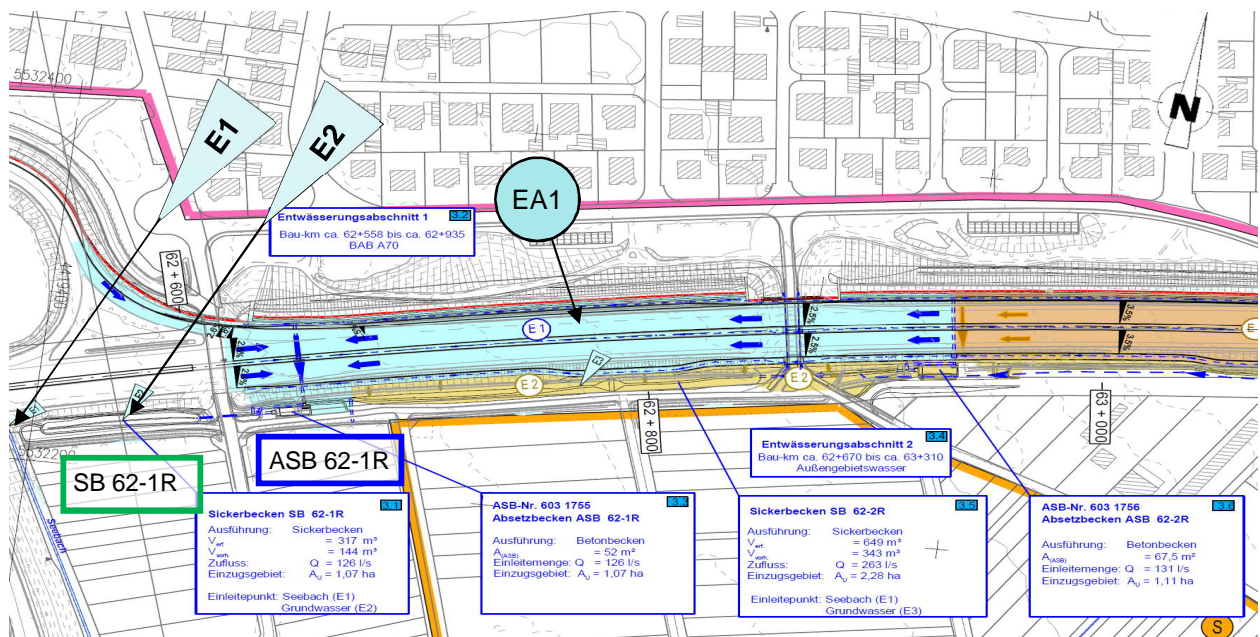 5532400
E1
E2
N
EA1
Entwässerungsabschnitt 1
3.2
Bau-km ca. 62+558 bis ca. 62+935
BAB A70
62 + 600
4419400
2.5%
2.5%
E 1
2.5%
2.5%
3.5%
3.5%
E 2
E3
E 2
E1
E2
62 + 800
63 + 000
5532200
SB 62-1R
ASB 62-1R
Seebach
Entwässerungsabschnitt 2
3.4
Bau-km ca. 62+670 bis ca. 63+310
Außengebietswasser
3.1
Sickerbecken SB 62-1R
Ausführung: Sickerbecken
Verf. = 317 m³
Vvorh. = 144 m³
Zufluss: Q = 126 l/s
Einzugsgebiet: AU = 1,07 ha
Einleitepunkt: Seebach (E1)
Grundwasser (E2)
3.3
ASB-Nr. 603 1755
Absetzbecken ASB 62-1R
Ausführung: Betonbecken
A(ASB) = 52 m²
Einleitemenge: Q = 126 l/s
Einzugsgebiet: AU = 1,07 ha
3.5
Sickerbecken SB 62-2R
Ausführung: Sickerbecken
Verf. = 649 m³
Vvorh. = 343 m³
Zufluss: Q = 263 l/s
Einzugsgebiet: AU = 2,28 ha
Einleitepunkt: Seebach (E1)
Grundwasser (E3)
3.6
ASB-Nr. 603 1756
Absetzbecken ASB 62-2R
Ausführung: Betonbecken
A(ASB) = 67,5 m²
Einleitemenge: Q = 131 l/s
Einzugsgebiet: AU = 1,11 ha
S